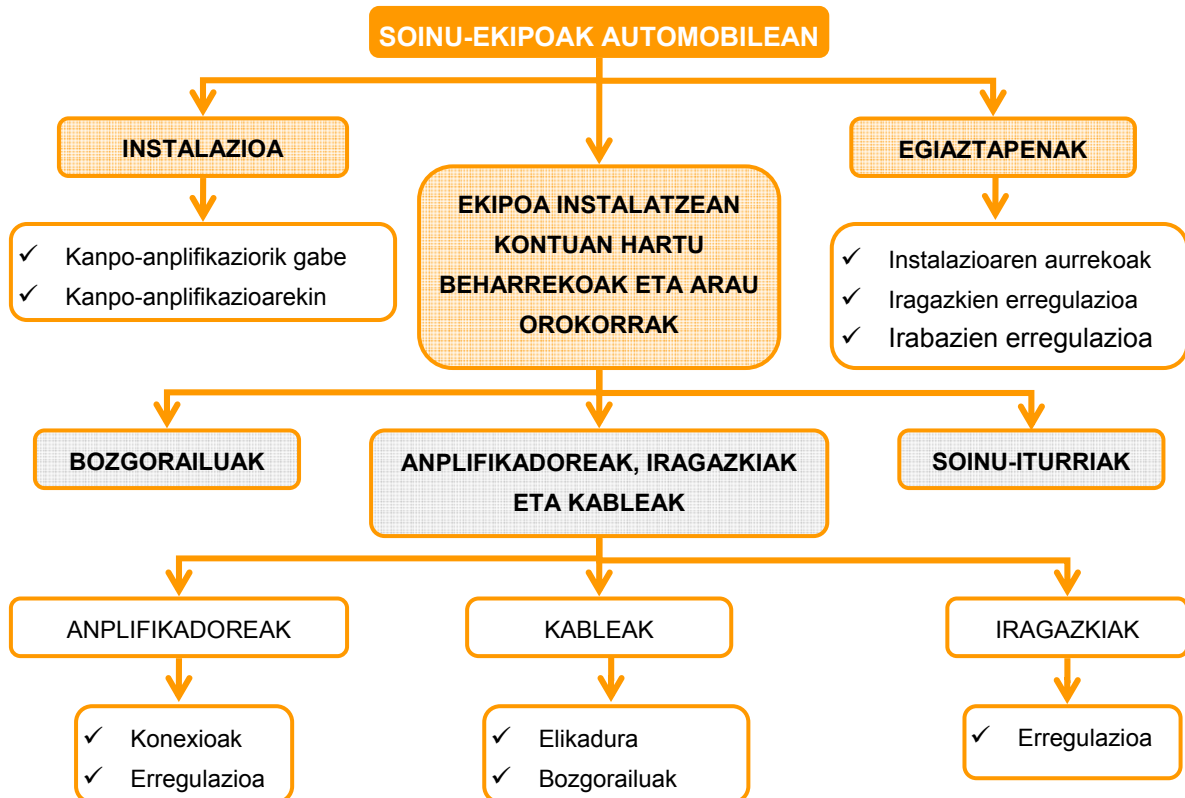 SOINU-EKIPOAK AUTOMOBILEAN
INSTALAZIOA
✓ Kanpo-anplifikaziorik gabe
✓ Kanpo-anplifikazioarekin
EKIPOA INSTALATZEAN
KONTUAN HARTU
BEHARREKOAK ETA ARAU
OROKORRAK
EGIAZTAPENAK
✓ Instalazioaren aurrekoak
✓ Iragazkien erregulazioa
✓ Irabazien erregulazioa
BOZGORAILUAK
ANPLIFIKADOREAK, IRAGAZKIAK
ETA KABLEAK
SOINU-ITURRIAK
ANPLIFIKADOREAK
✓ Konexioak
✓ Erregulazioa
KABLEAK
✓ Elikadura
✓ Bozgorailuak
IRAGAZKIAK
✓ Erregulazioa